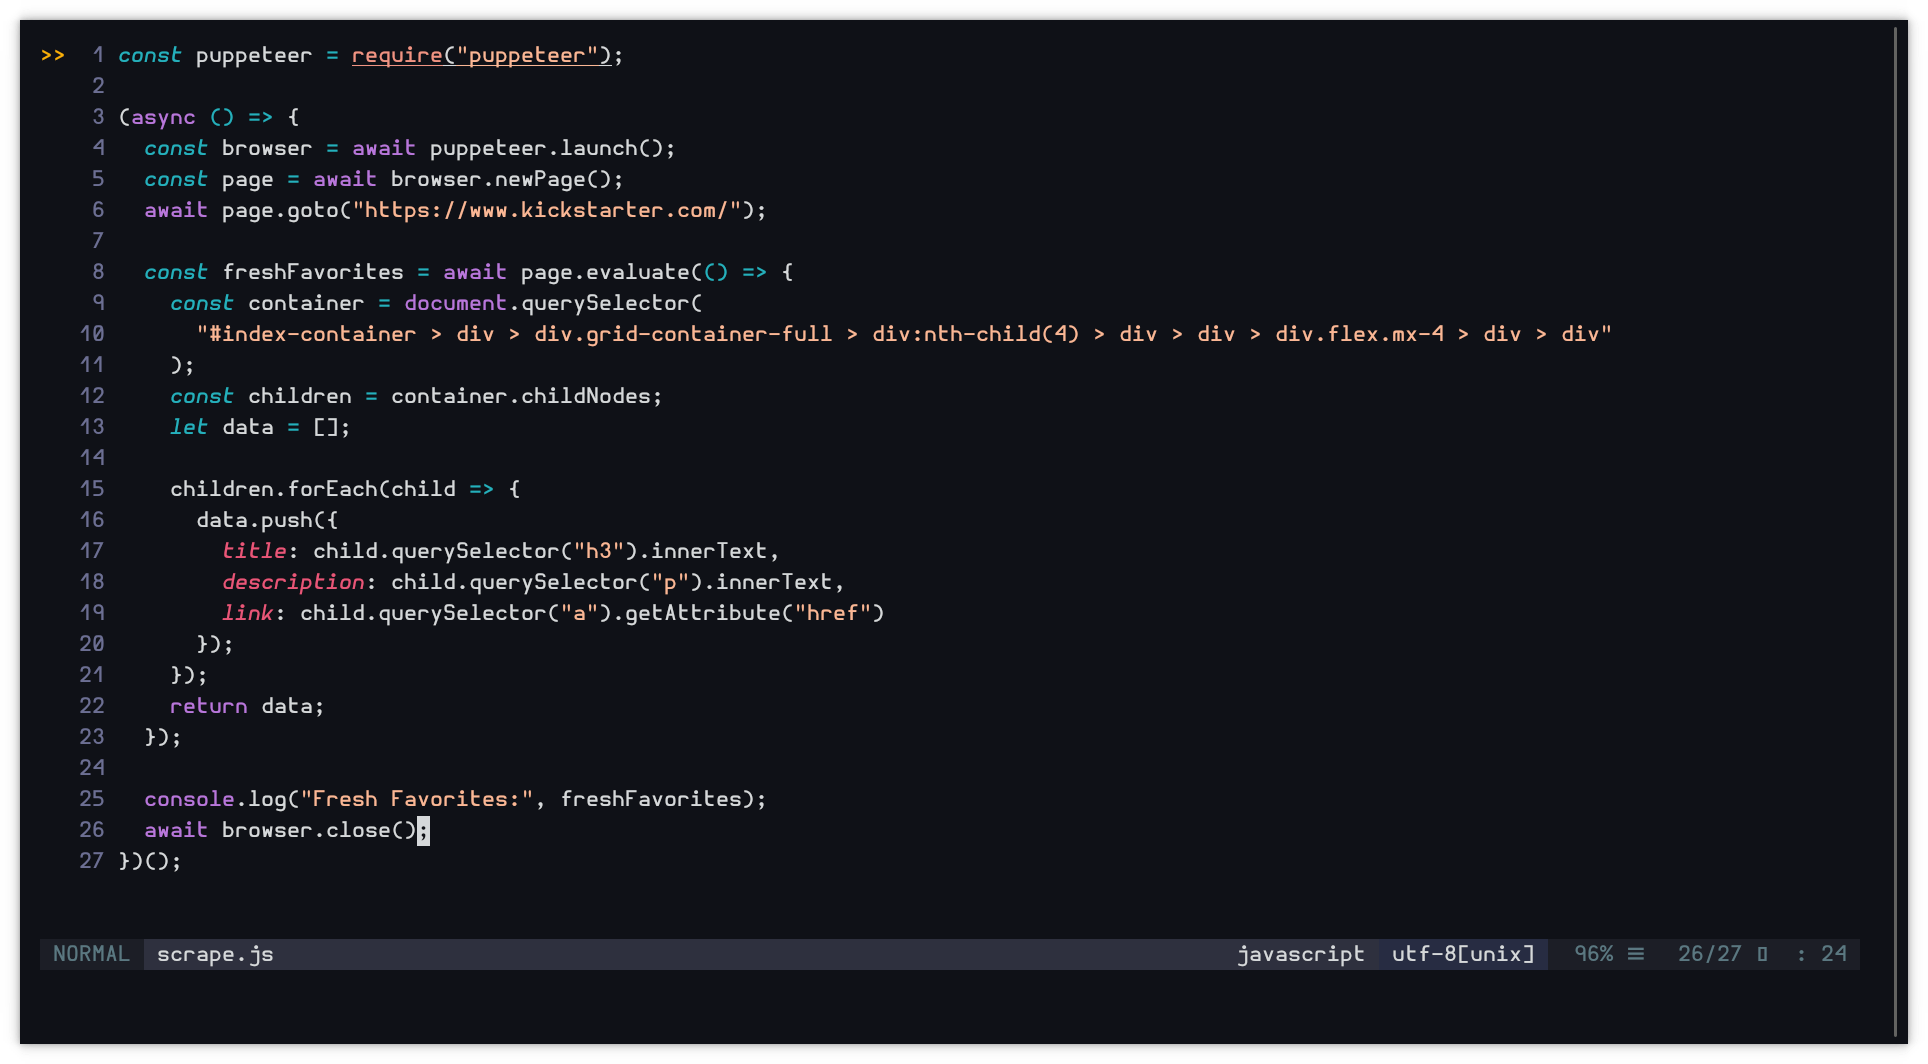 >> 1 const puppeteer = require("puppeteer");
2
3 (async () => {
4   const browser = await puppeteer.launch();
5   const page = await browser.newPage();
6   await page.goto("https://www.kickstarter.com/");
7
8   const freshFavorites = await page.evaluate(() => {
9     const container = document.querySelector(
10       "#index-container > div > div.grid-container-full > div:nth-child(4) > div > div > div.flex.mx-4 > div > div"
11     );
12     const children = container.childNodes;
13     let data = [];
14
15     children.forEach(child => {
16       data.push({
17         title: child.querySelector("h3").innerText,
18         description: child.querySelector("p").innerText,
19         link: child.querySelector("a").getAttribute("href")
20       });
21     });
22     return data;
23   });
24
25   console.log("Fresh Favorites:", freshFavorites);
26   await browser.close();
27 })();
NORMAL scrape.js javascript utf-8[unix] 96% ≡ 26/27 ▯ : 24